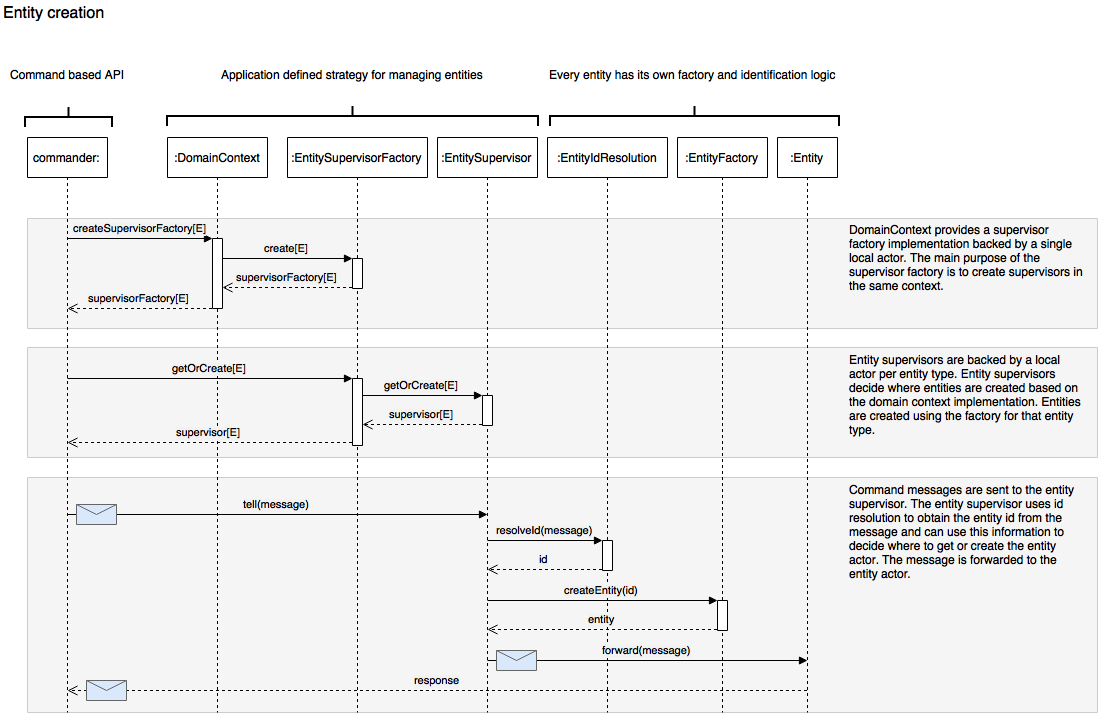 Entity creation
Command based API
Application defined strategy for managing entities
Every entity has its own factory and identification logic
commander:
:DomainContext
:EntitySupervisorFactory
:EntitySupervisor
:EntityIdResolution
:EntityFactory
:Entity
createSupervisorFactory[E]
create[E]
supervisorFactory[E]
supervisorFactory[E]
DomainContext provides a supervisor
factory implementation backed by a single
local actor. The main purpose of the
supervisor factory is to create supervisors in
the same context.
getOrCreate[E]
getOrCreate[E]
supervisor[E]
supervisor[E]
Entity supervisors are backed by a local
actor per entity type. Entity supervisors
decide where entities are created based on
the domain context implementation. Entities
are created using the factory for that entity
type.
tell(message)
resolveId(message)
id
createEntity(id)
entity
forward(message)
response
Command messages are sent to the entity
supervisor. The entity supervisor uses id
resolution to obtain the entity id from the
message and can use this information to
decide where to get or create the entity
actor. The message is forwarded to the
entity actor.